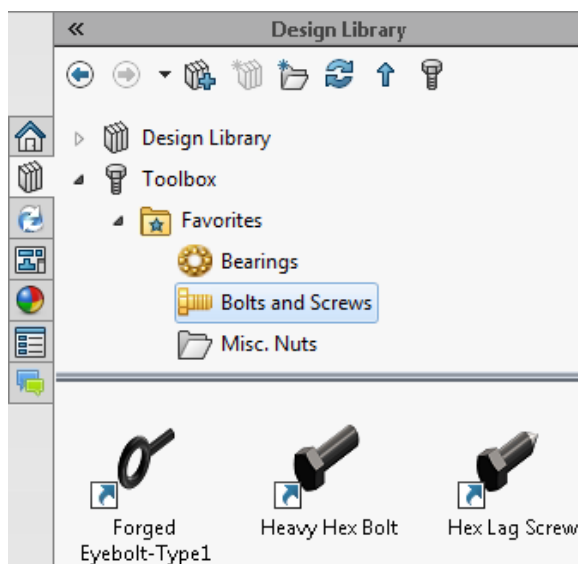 Design Library
Design Library
Toolbox
Favorites
Bearings
Bolts and Screws
Misc. Nuts
Forged
Eyebolt-Type1
Heavy Hex Bolt
Hex Lag Screw